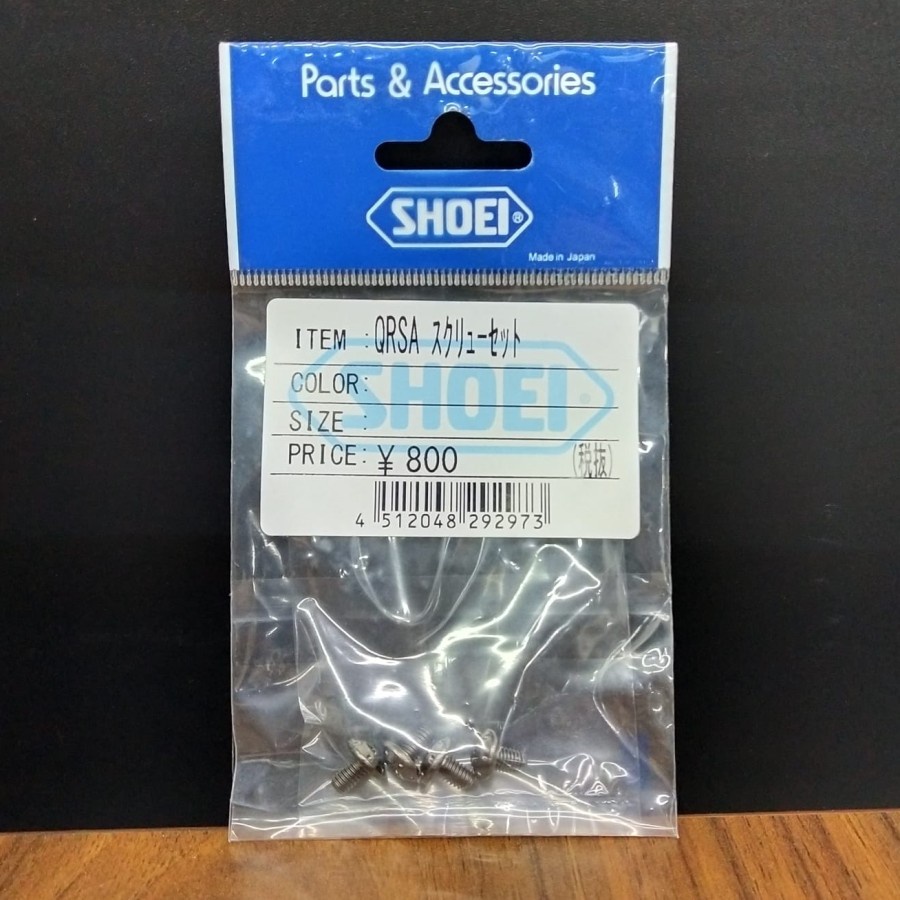 Parts & Accessories
SHOEI®
Made in Japan
ITEM : QRSA ｽｸﾘｭｰｾｯﾄ
SHOEI
COLOR:
SIZE :
PRICE: ¥ 800 (税抜)
4 512048 292973